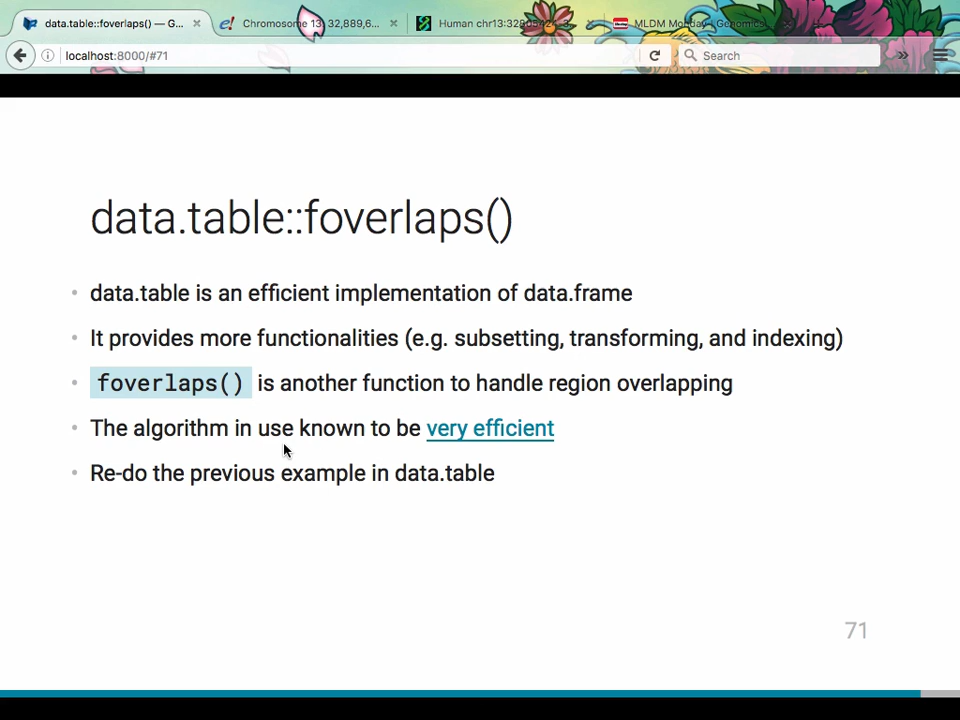 data.table::foverlaps() — G...
Chromosome 13: 32,889,6...
MLDM Monday
localhost:8000/#71
Search
data.table::foverlaps()
• data.table is an efficient implementation of data.frame
• It provides more functionalities (e.g. subsetting, transforming, and indexing)
• foverlaps() is another function to handle region overlapping
• The algorithm in use known to be very efficient
• Re-do the previous example in data.table
71